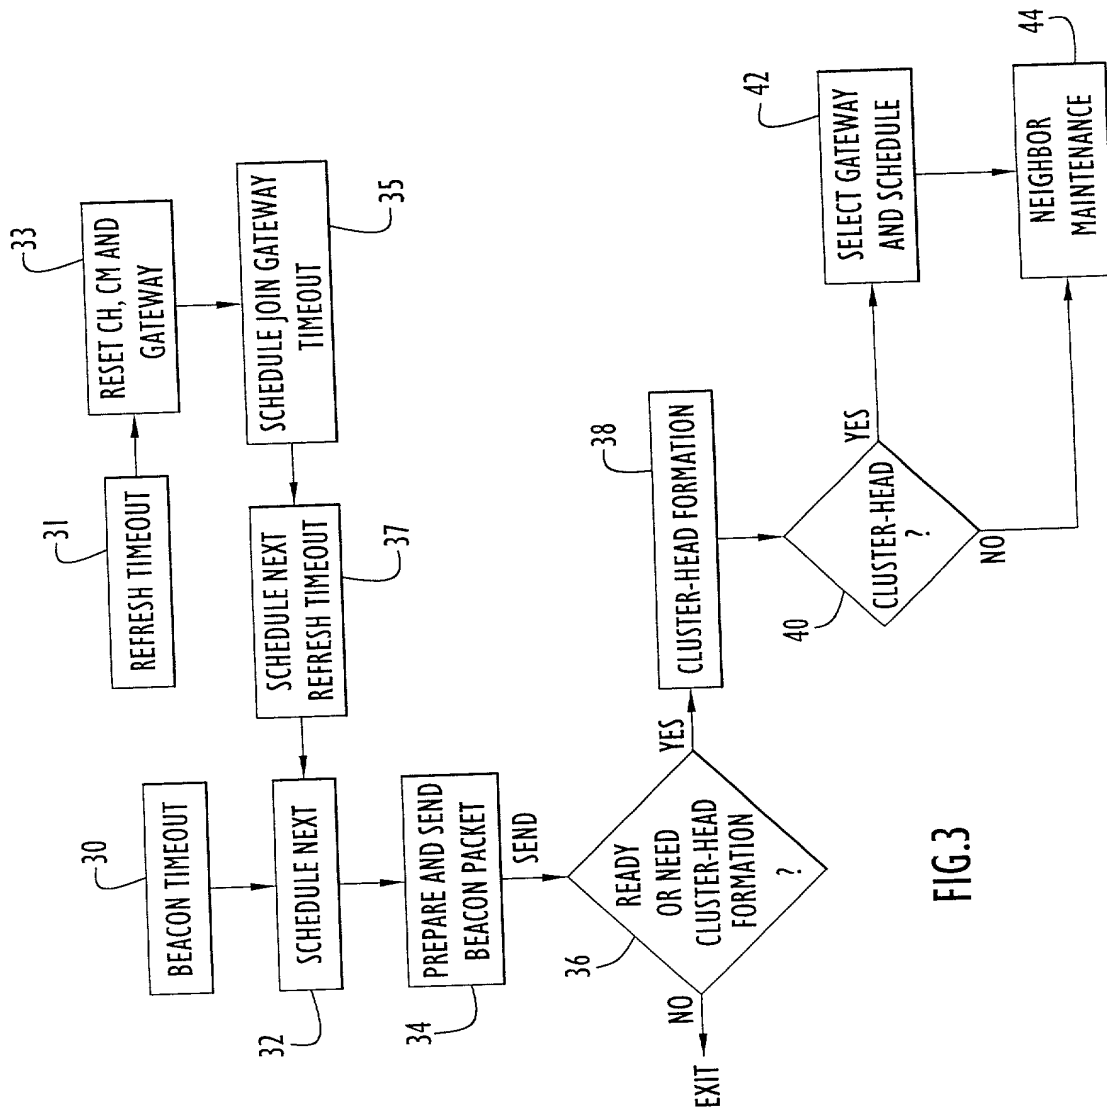 31
REFRESH TIMEOUT
33
RESET CH, CM AND
GATEWAY
30
BEACON TIMEOUT
37
SCHEDULE NEXT
REFRESH TIMEOUT
35
SCHEDULE JOIN GATEWAY
TIMEOUT
32
SCHEDULE NEXT
34
PREPARE AND SEND
BEACON PACKET
SEND
36
READY
OR NEED
CLUSTER-HEAD
FORMATION
?
NO
EXIT
YES
38
CLUSTER-HEAD FORMATION
40
CLUSTER-HEAD
?
YES
NO
42
SELECT GATEWAY
AND SCHEDULE
44
NEIGHBOR
MAINTENANCE
FIG.3